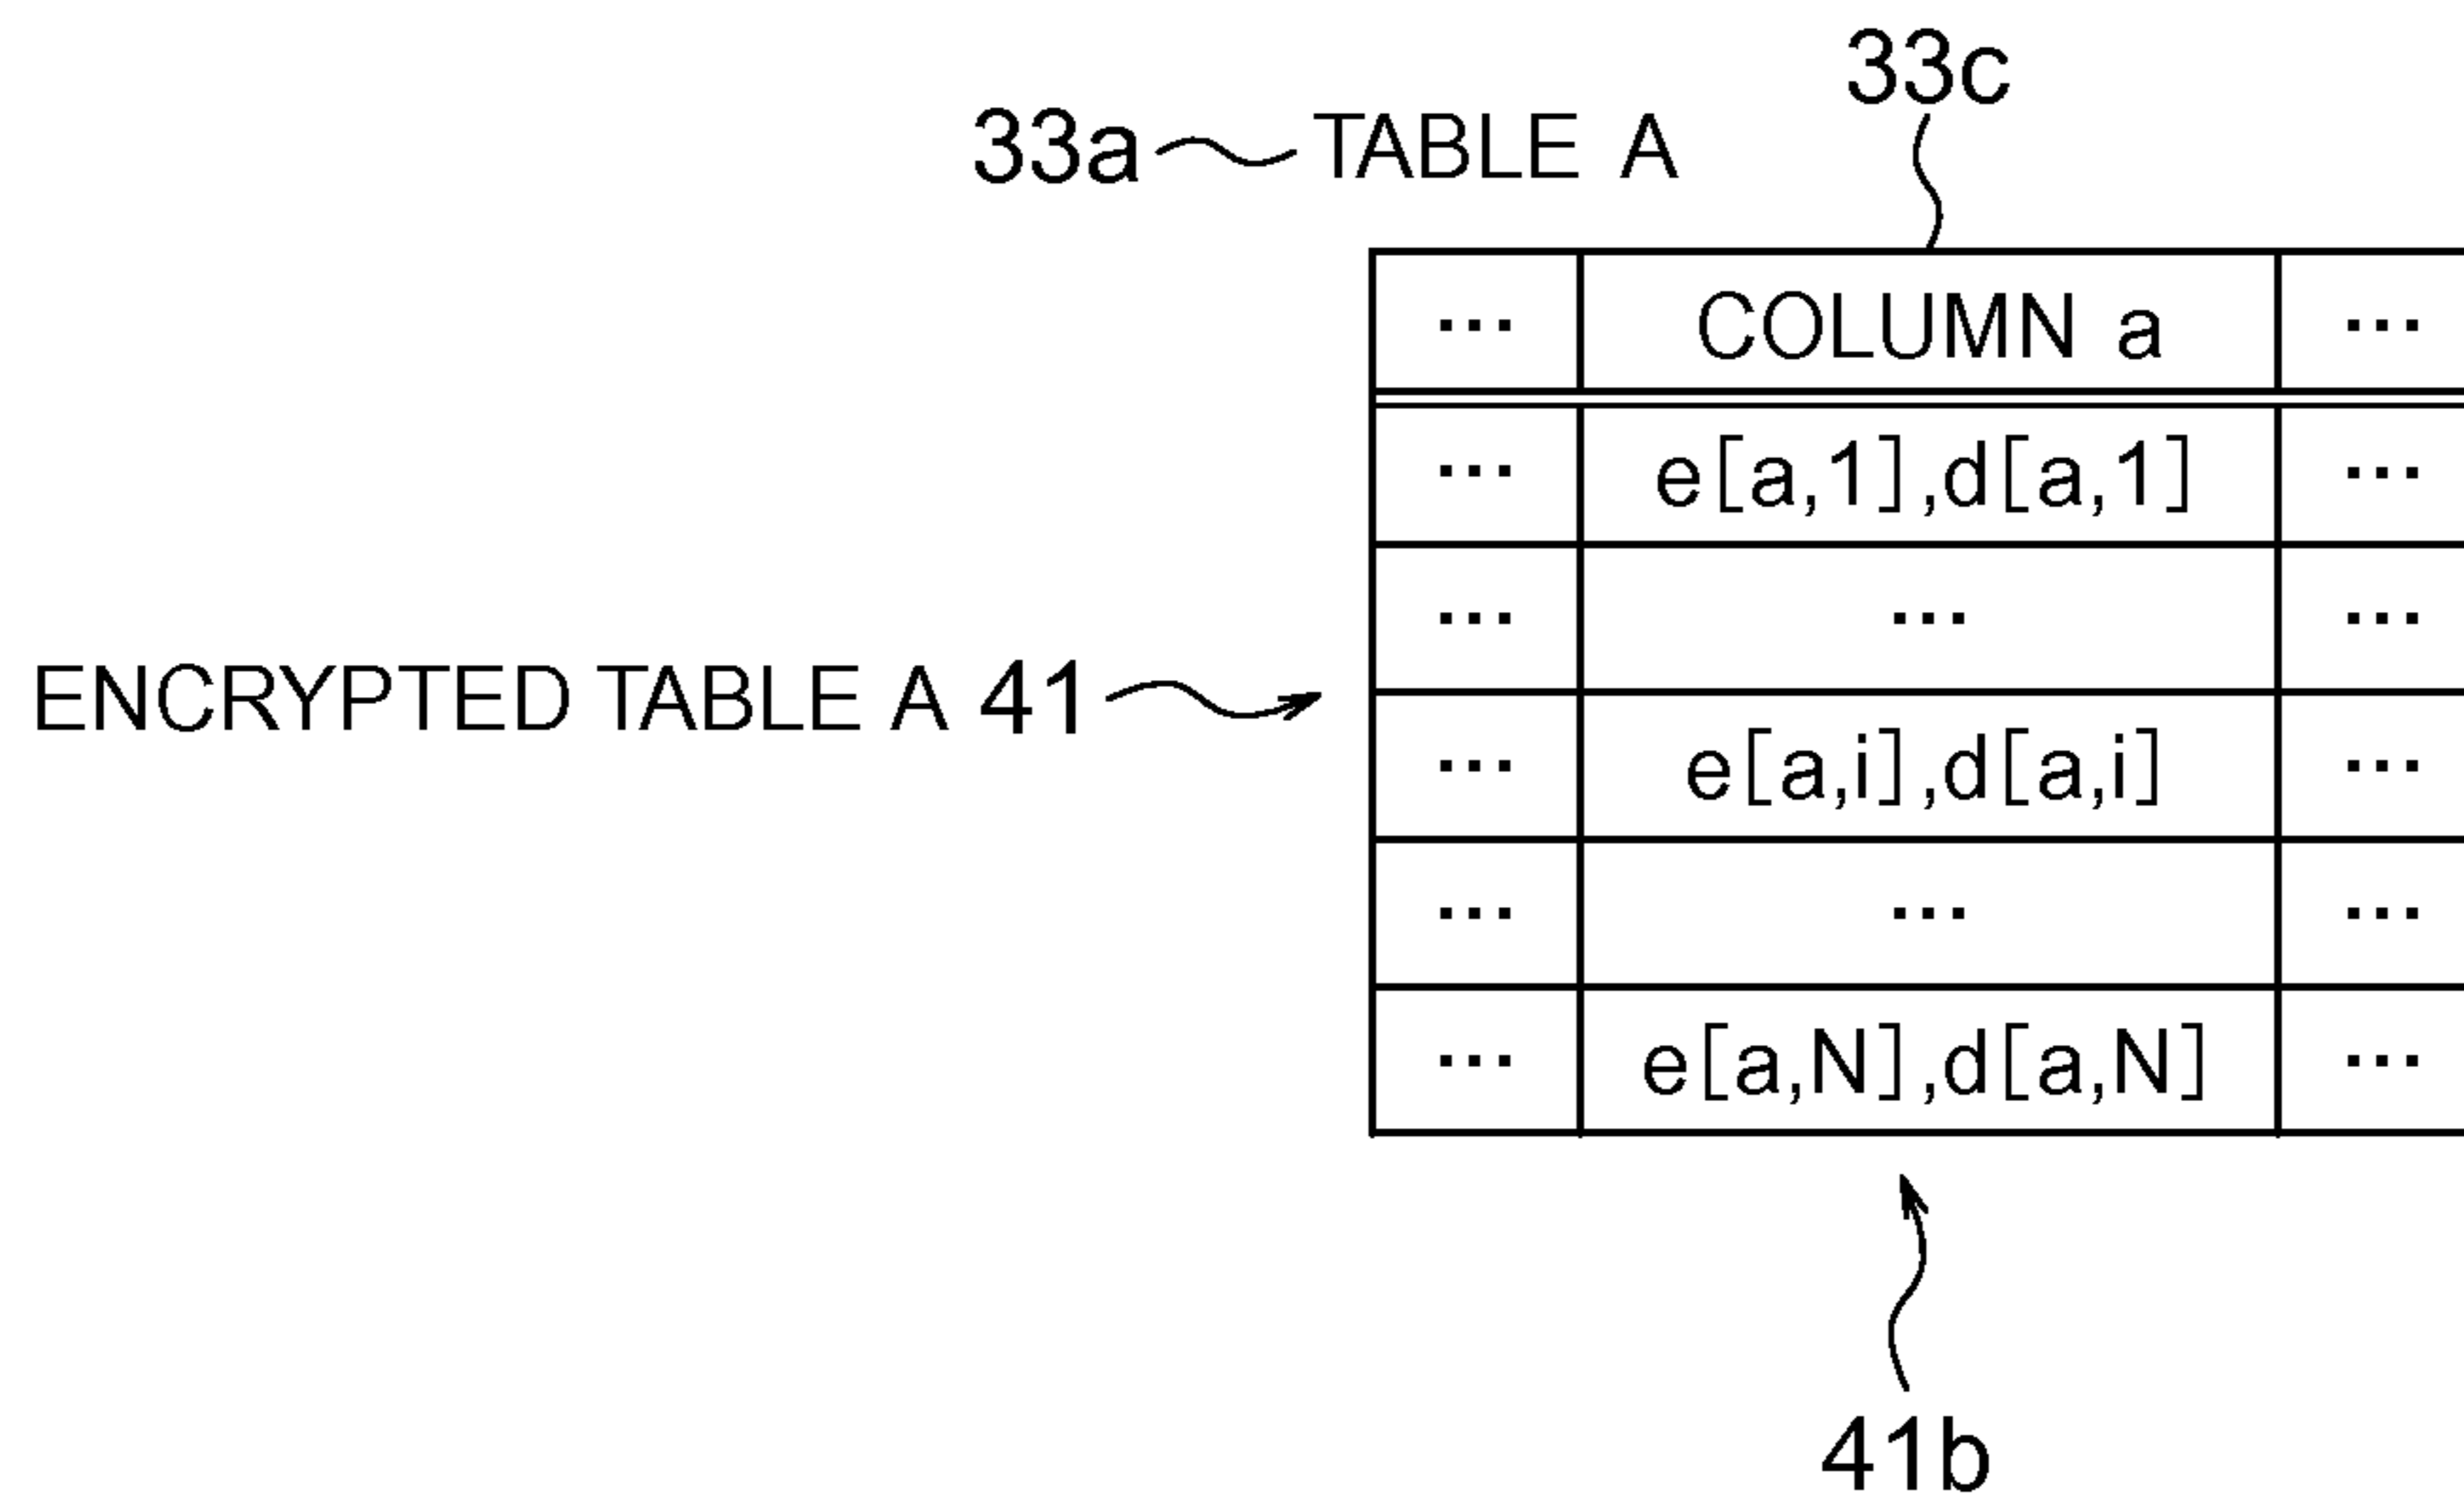 33c
33a TABLE A
... COLUMN a ...
... e[a,1],d[a,1] ...
... ... ...
ENCRYPTED TABLE A 41
... e[a,i],d[a,i] ...
... ... ...
... e[a,N],d[a,N] ...
41b